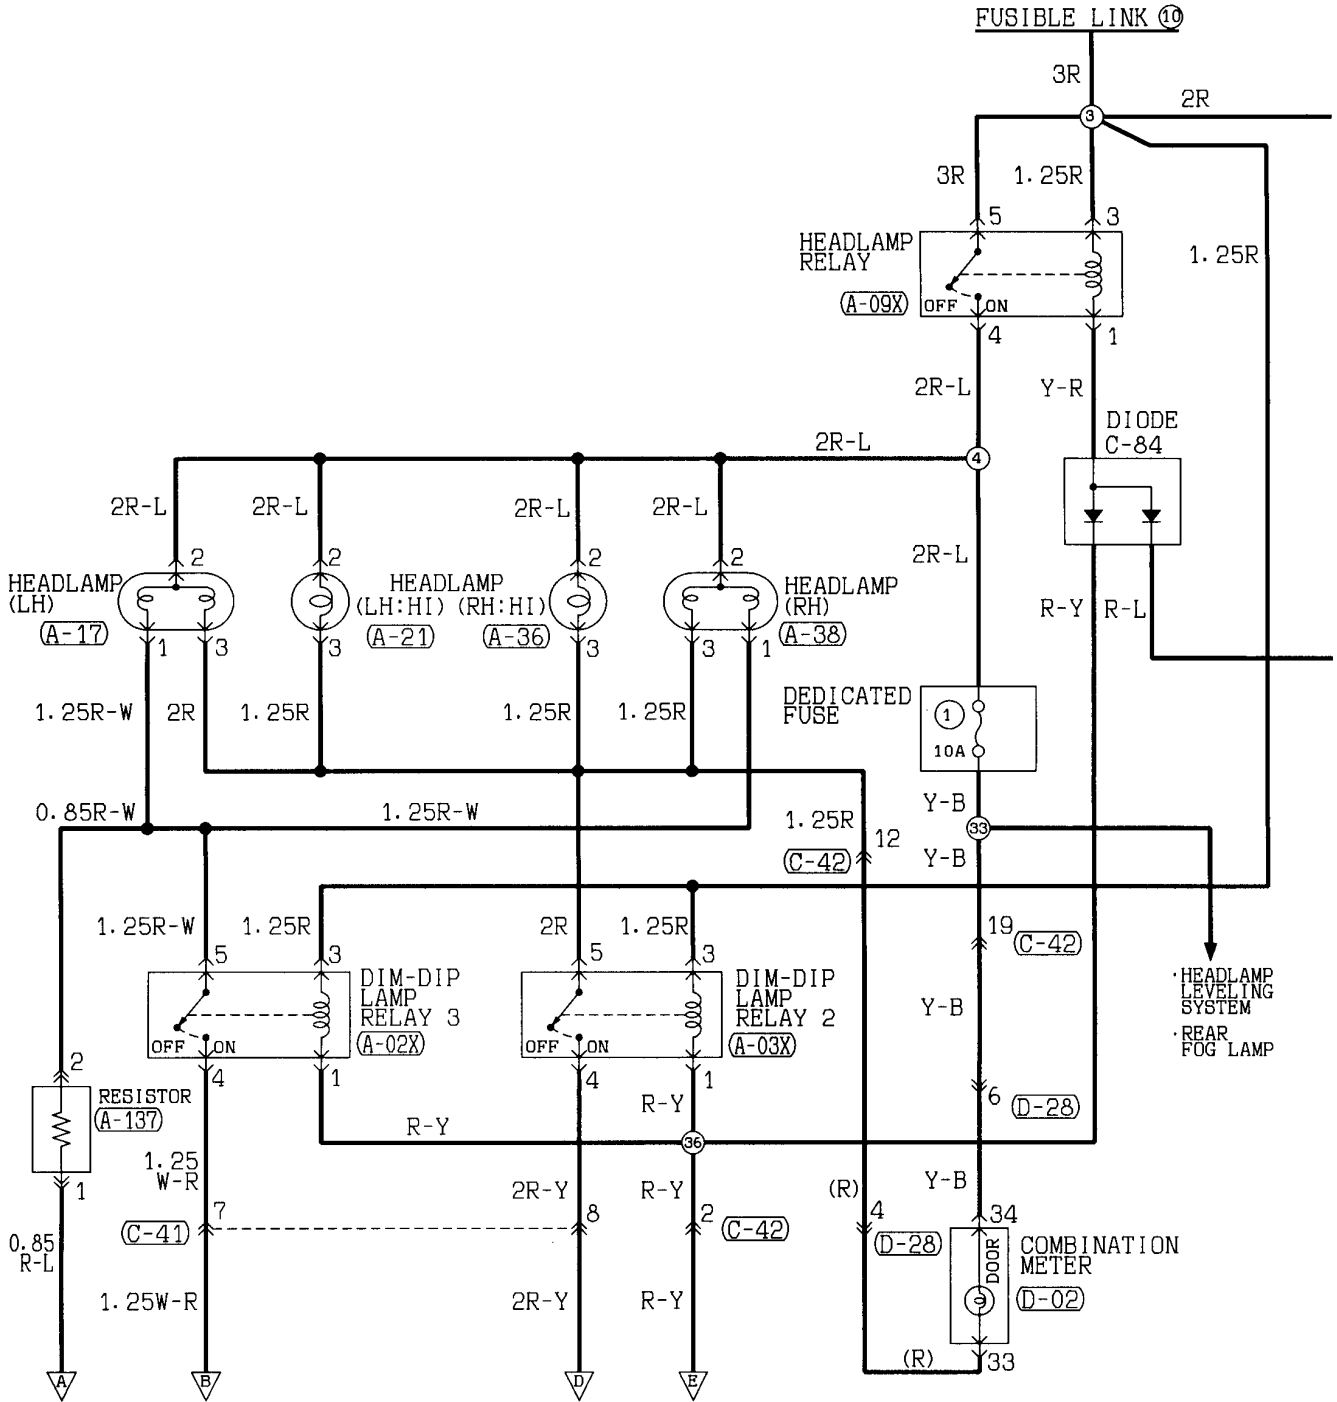 FUSIBLE LINK ⑩
3R
2R
3
3R
1.25R
5
3
HEADLAMP
RELAY
1.25R
A-09X
OFF
ON
4
1
2R-L
Y-R
DIODE
C-84
2R-L
4
2R-L
2R-L
2R-L
2R-L
2R-L
2
2
2
2
HEADLAMP
(LH)
HEADLAMP
(LH:HI) (RH:HI)
HEADLAMP
(RH)
R-Y
R-L
A-17
A-21
A-36
A-38
1
3
3
3
3
1
DEDICATED
FUSE
1
10A
1.25R-W
2R
1.25R
1.25R
1.25R
Y-B
0.85R-W
1.25R-W
1.25R
12
33
C-42
Y-B
1.25R-W
1.25R
2R
1.25R
19
C-42
5
3
5
3
DIM-DIP
LAMP
RELAY 3
A-02X
DIM-DIP
LAMP
RELAY 2
A-03X
·HEADLAMP
LEVELING
SYSTEM
·REAR
FOG LAMP
Y-B
OFF
ON
OFF
ON
2
4
1
4
1
RESISTOR
A-137
6
D-28
R-Y
R-Y
36
1.25
W-R
1
2R-Y
R-Y
(R)
Y-B
7
8
2
4
34
C-41
C-42
D-28
0.85
R-L
DOOR
COMBINATION
METER
D-02
1.25W-R
2R-Y
R-Y
(R)
33
A
B
D
E